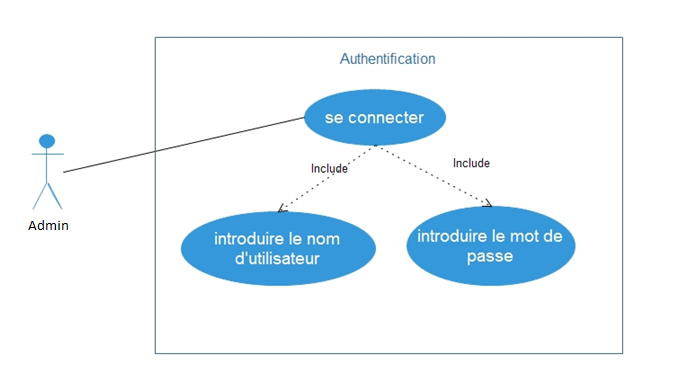 Authentification
se connecter
Include
Include
Admin
introduire le nom
d'utilisateur
introduire le mot de
passe